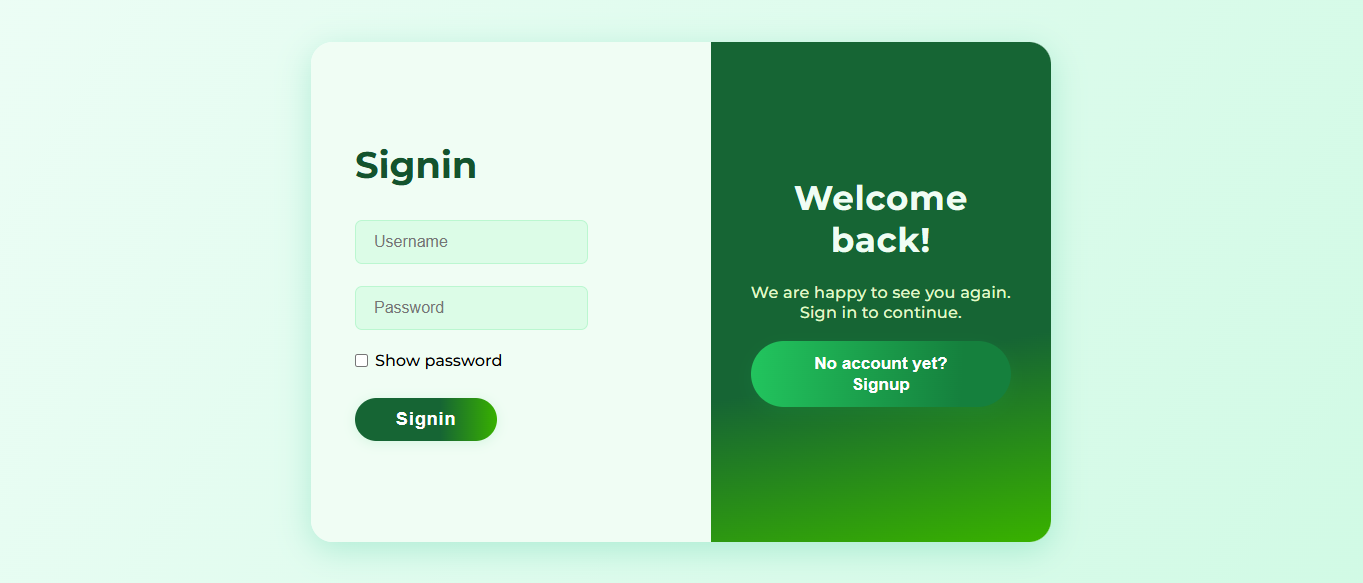 Signin
Username
Password
Show password
Signin
Welcome
back!
We are happy to see you again.
Sign in to continue.
No account yet?
Signup